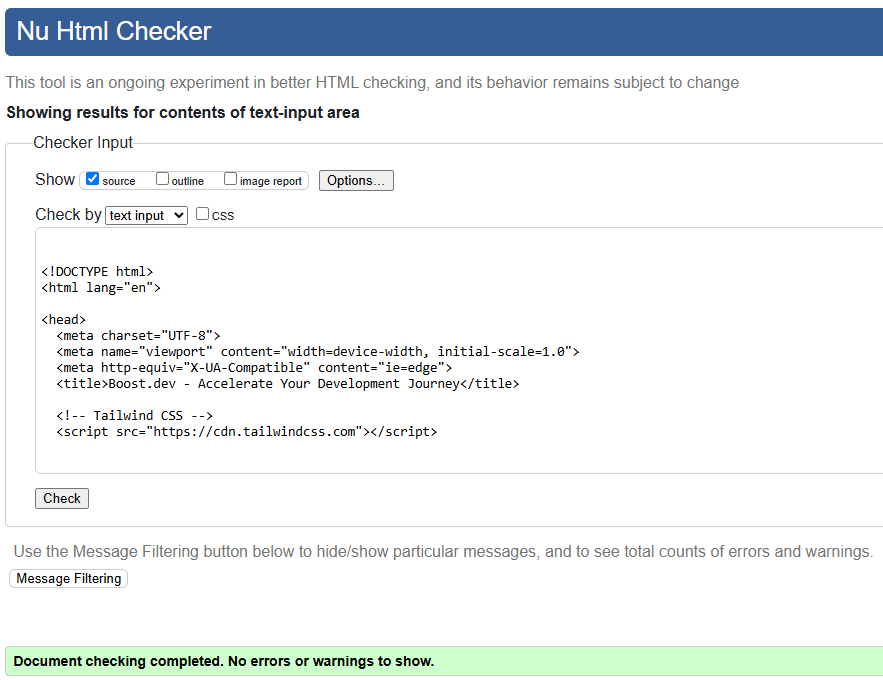 Nu Html Checker
This tool is an ongoing experiment in better HTML checking, and its behavior remains subject to change
Showing results for contents of text-input area
Checker Input
Show source outline image report Options...
Check by text input css
<!DOCTYPE html>
<html lang="en">
<head>
<meta charset="UTF-8">
<meta name="viewport" content="width=device-width, initial-scale=1.0">
<meta http-equiv="X-UA-Compatible" content="ie=edge">
<title>Boost.dev - Accelerate Your Development Journey</title>
<!-- Tailwind CSS -->
<script src="https://cdn.tailwindcss.com"></script>
Check
Use the Message Filtering button below to hide/show particular messages, and to see total counts of errors and warnings.
Message Filtering
Document checking completed. No errors or warnings to show.